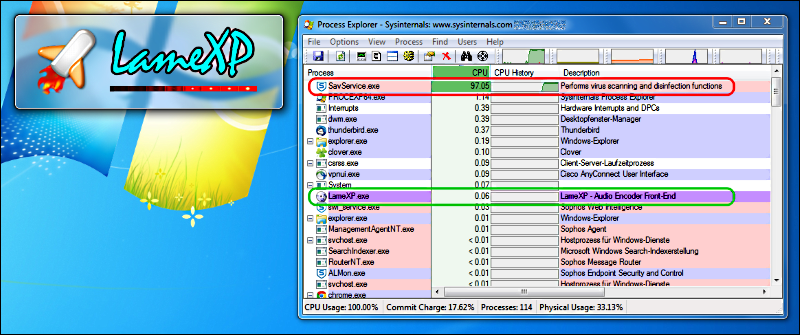 LameXP
Process Explorer - Sysinternals: www.sysinternals.com
File Options View Process Find Users Help
Process CPU CPU History Description
SavService.exe 97.05 Performs virus scanning and disinfection functions
PROCEXP64.exe 1.14 Sysinternals Process Explorer
Interrupts 0.39 Hardware Interrupts and DPCs
dwm.exe 0.39 Desktopfenster-Manager
thunderbird.exe 0.37 Thunderbird
explorer.exe 0.19 Windows-Explorer
clover.exe 0.10 Clover
csrss.exe 0.09 Client-Server-Laufzeitprozess
vpnui.exe 0.09 Cisco AnyConnect User Interface
System 0.07
LameXP.exe 0.06 LameXP - Audio Encoder Front-End
swi_service.exe 0.03 Sophos Web Intelligence
explorer.exe 0.01 Windows-Explorer
ManagementAgentNT.exe < 0.01 Sophos Agent
svchost.exe < 0.01 Hostprozess für Windows-Dienste
SearchIndexer.exe < 0.01 Microsoft Windows Search-Indexerstellung
RouterNT.exe < 0.01 Sophos Message Router
ALMon.exe < 0.01 Sophos Endpoint Security and Control
svchost.exe < 0.01 Hostprozess für Windows-Dienste
chrome.exe
CPU Usage: 100.00% Commit Charge: 17.62% Processes: 114 Physical Usage: 33.13%